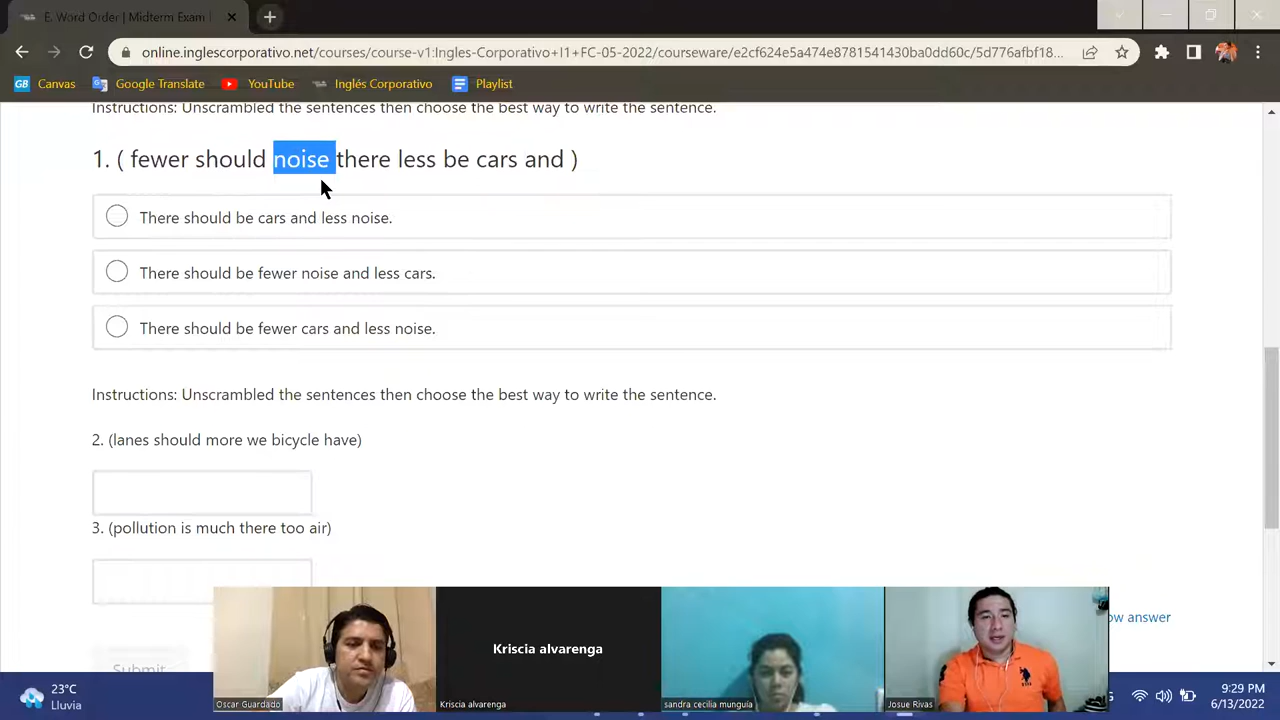 E. Word Order | Midterm Exam |
online.inglescorporativo.net/courses/course-v1:Ingles-Corporativo+I1+FC-05-2022/courseware/e2cf624e5a474e8781541430ba0dd60c/5d776afbf18...
GB Canvas Google Translate YouTube Inglés Corporativo Playlist
Instructions: Unscrambled the sentences then choose the best way to write the sentence.
1. ( fewer should noise there less be cars and )
There should be cars and less noise.
There should be fewer noise and less cars.
There should be fewer cars and less noise.
Instructions: Unscrambled the sentences then choose the best way to write the sentence.
2. (lanes should more we bicycle have)
3. (pollution is much there too air)
ow answer
Submit
Kriscia alvarenga
Oscar Guardado Kriscia alvarenga sandra cecilia munguía Josue Rivas
23°C
Lluvia
9:29 PM
6/13/2022